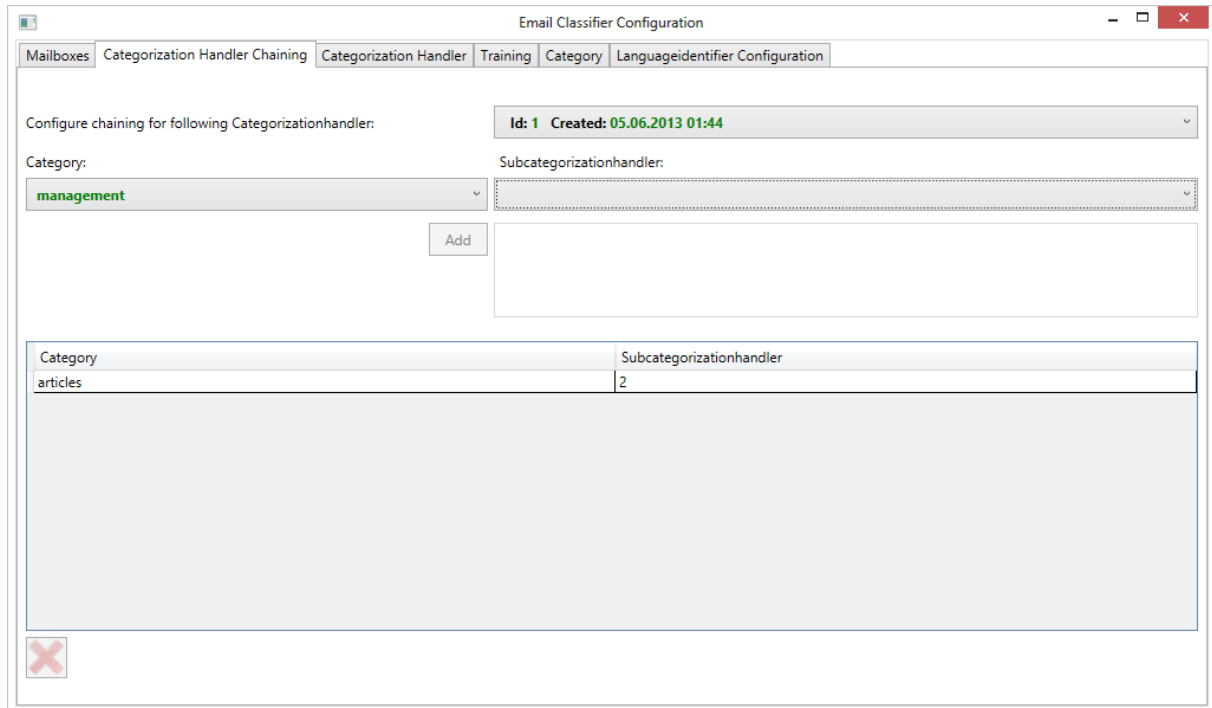 Email Classifier Configuration
Mailboxes Categorization Handler Chaining Categorization Handler Training Category Languageidentifier Configuration
Configure chaining for following Categorizationhandler: Id: 1 Created: 05.06.2013 01:44
Category: Subcategorizationhandler:
management
Add
Category Subcategorizationhandler
articles 2